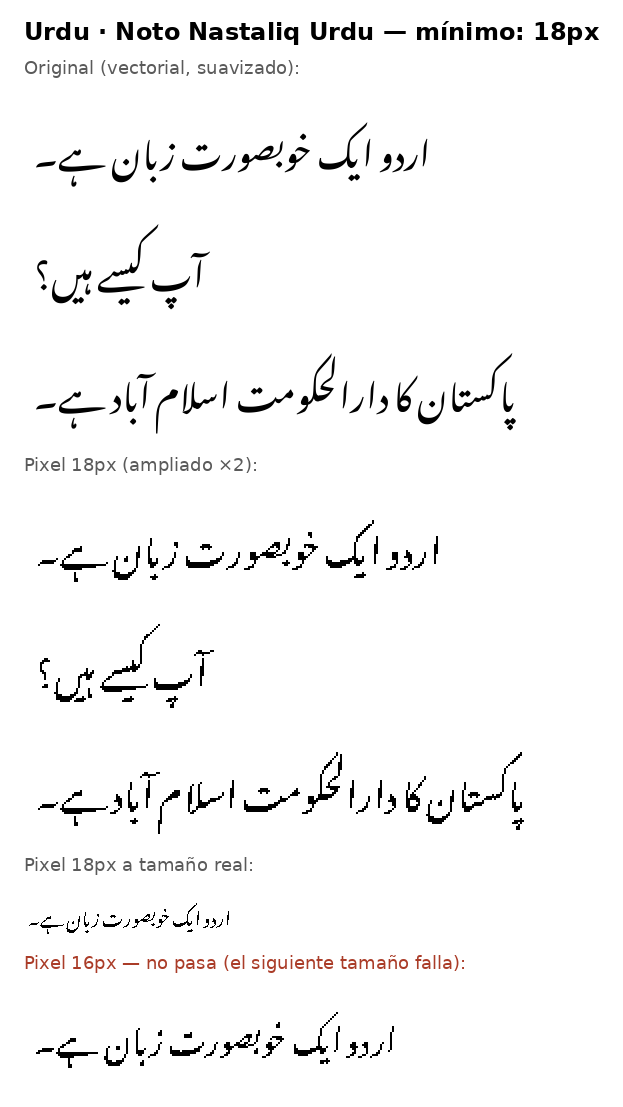 Urdu · Noto Nastaliq Urdu — mínimo: 18px
Original (vectorial, suavizado):
اردو ایک خوبصورت زبان ہے۔
آپ کیسے ہیں؟
پاکستان کا دارالحکومت اسلام آباد ہے۔
Pixel 18px (ampliado ×2):
اردو ایک خوبصورت زبان ہے۔
آپ کیسے ہیں؟
پاکستان کا دارالحکومت اسلام آباد ہے۔
Pixel 18px a tamaño real:
اردو ایک خوبصورت زبان ہے۔
Pixel 16px — no pasa (el siguiente tamaño falla):
اردو ایک خوبصورت زبان ہے۔